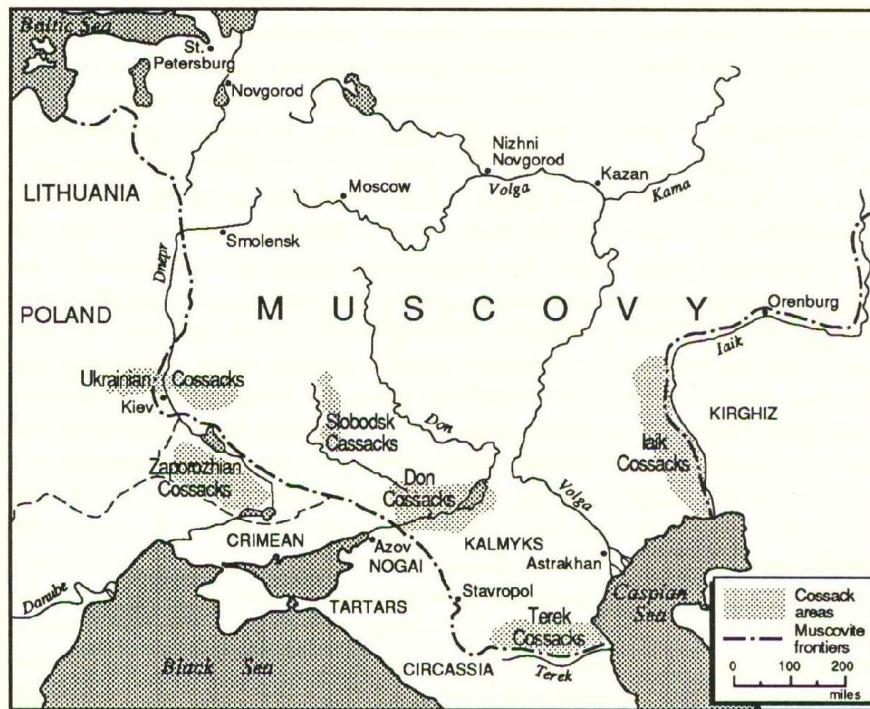 Baltic Sea
St.
Petersburg
Novgorod
Nizhni
Novgorod
Kazan
Moscow
Volga
Kama
LITHUANIA
Smolensk
Dnepr
POLAND
MUSCOVY
Orenburg
Iaik
Ukrainian Cossacks
Kiev
KIRGHIZ
Slobodsk
Cassacks
Don
Iaik
Cossacks
Zaporozhian
Cossacks
Don
Cossacks
Volga
CRIMEAN
Azov
KALMYKS
NOGAI
Astrakhan
Danube
TARTARS
Stavropol
Caspian
Sea
Terek
Cossacks
Black Sea
CIRCASSIA
Terek
Cossack
areas
Muscovite
frontiers
0 100 200
miles